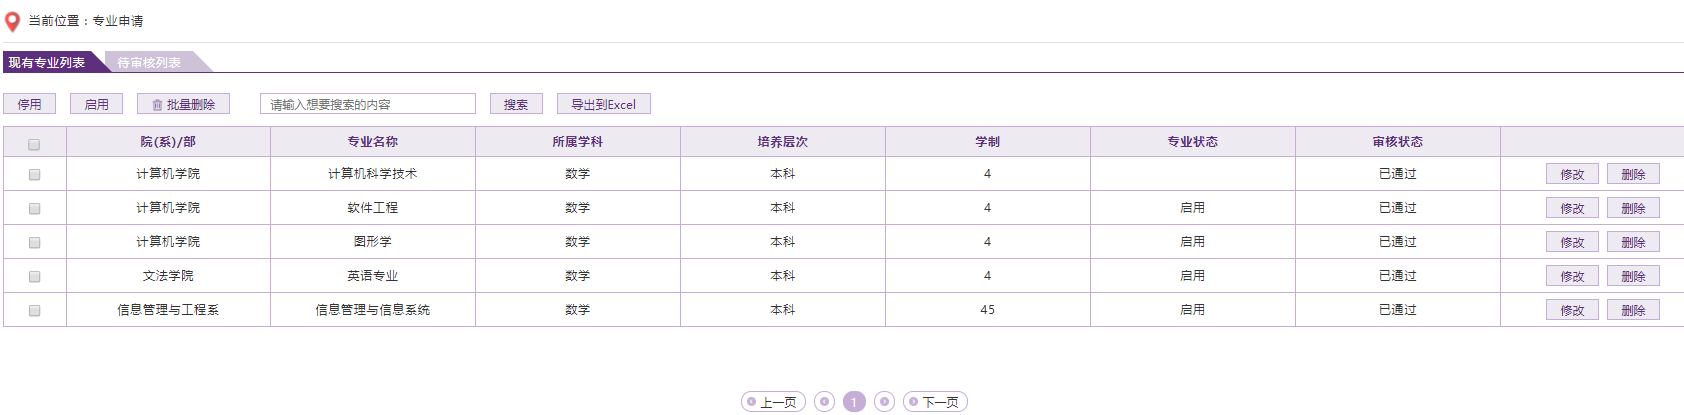 当前位置：专业申请
现有专业列表 待审核列表
停用 启用 批量删除 请输入想要搜索的内容 搜索 导出到Excel
院(系)/部 专业名称 所属学科 培养层次 学制 专业状态 审核状态
计算机学院 计算机科学技术 数学 本科 4 已通过 修改 删除
计算机学院 软件工程 数学 本科 4 启用 已通过 修改 删除
计算机学院 图形学 数学 本科 4 启用 已通过 修改 删除
文法学院 英语专业 数学 本科 4 启用 已通过 修改 删除
信息管理与工程系 信息管理与信息系统 数学 本科 45 启用 已通过 修改 删除
上一页 1 下一页